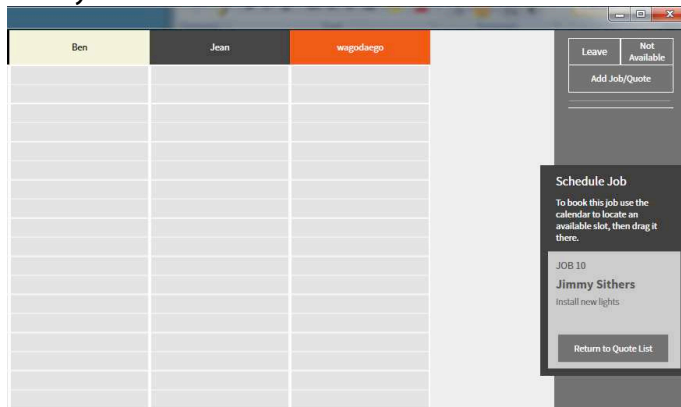 Ben
Jean
wagodaego
Leave
Not
Available
Add Job/Quote
Schedule Job
To book this job use the
calendar to locate an
available slot, then drag it
there.
JOB 10
Jimmy Sithers
Install new lights
Return to Quote List